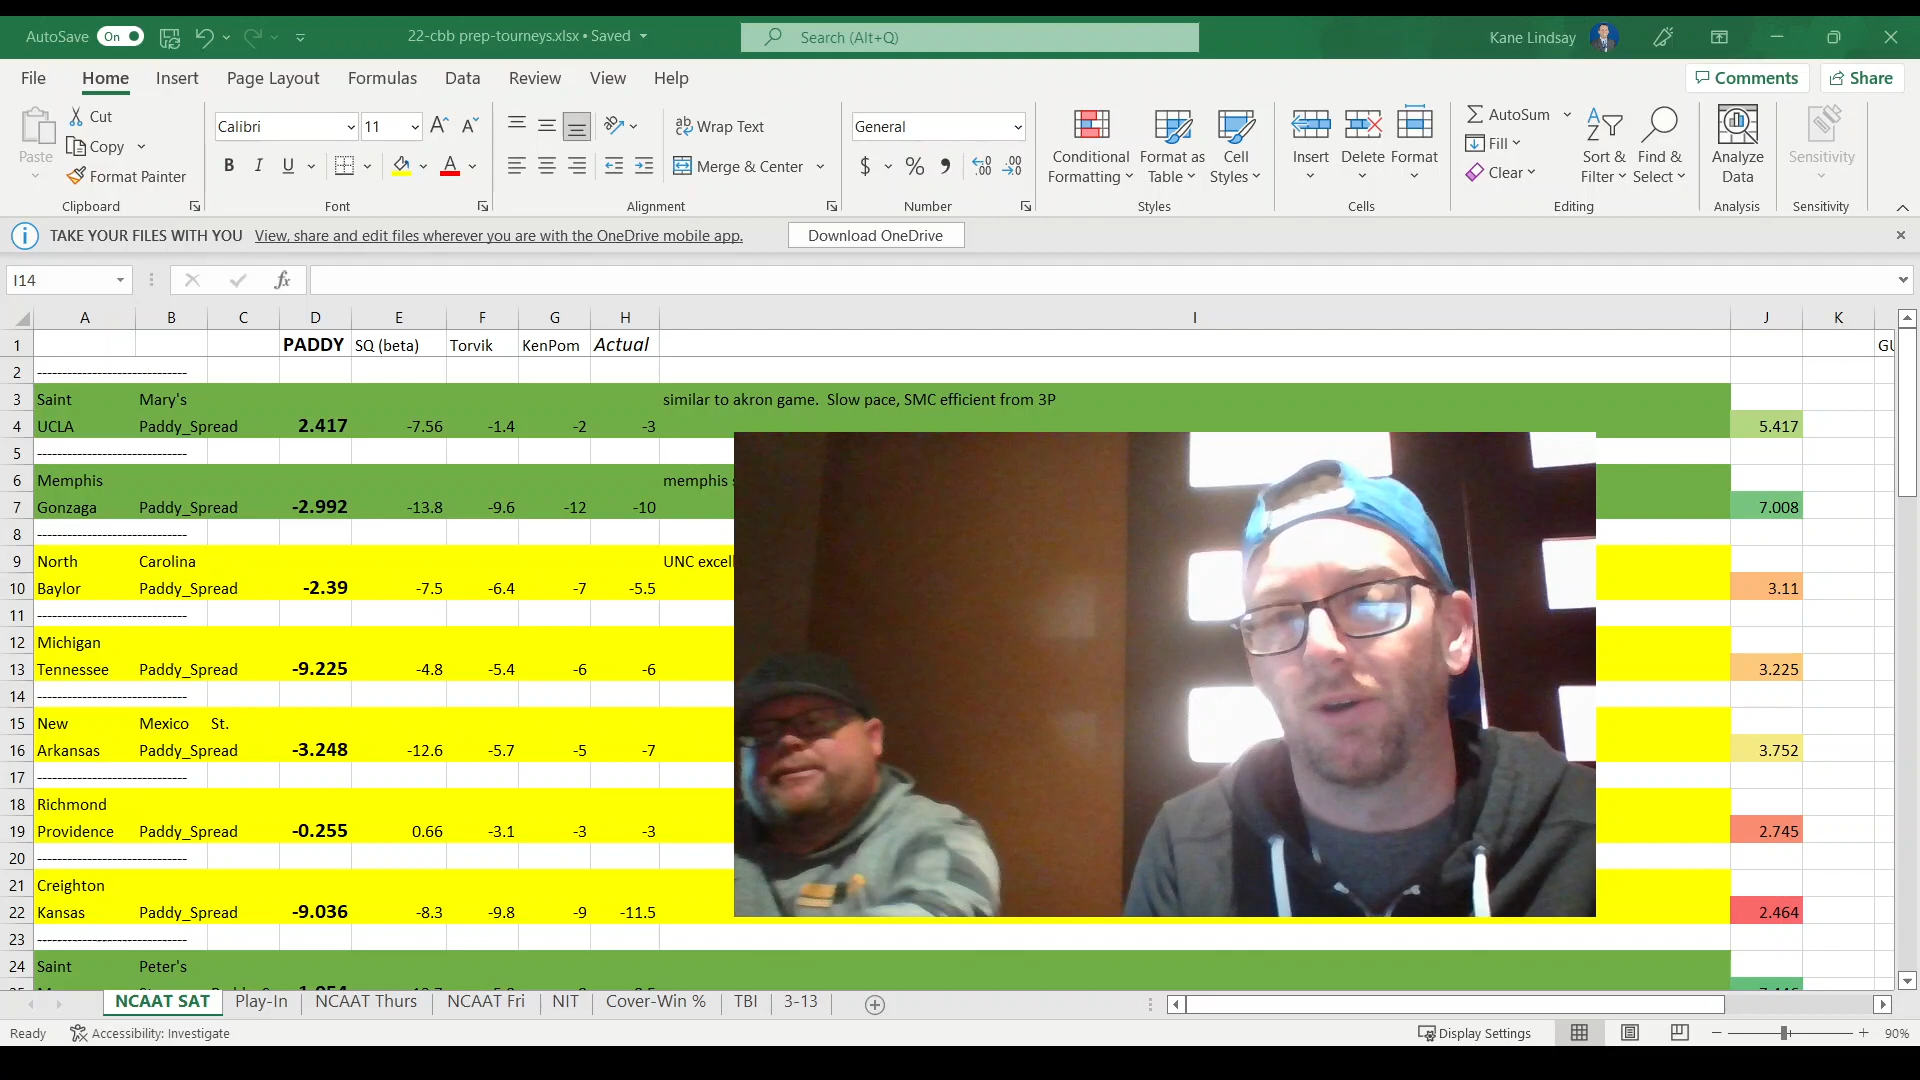 AutoSave On 22-cbb prep-tourneys.xlsx • Saved Search (Alt+Q) Kane Lindsay
File Home Insert Page Layout Formulas Data Review View Help Comments Share
Paste Cut Copy Format Painter Clipboard
Calibri 11 B I U A Font
Wrap Text Merge & Center Alignment
General $ % Number
Conditional Formatting Format as Table Cell Styles Styles
Insert Delete Format Cells
AutoSum Fill Clear Sort & Filter Find & Select Editing
Analyze Data Analysis
Sensitivity Sensitivity
TAKE YOUR FILES WITH YOU View, share and edit files wherever you are with the OneDrive mobile app. Download OneDrive
I14 fx
A B C D E F G H I J K
1 PADDY SQ (beta) Torvik KenPom Actual
2 ------------------------------
3 Saint Mary's similar to akron game. Slow pace, SMC efficient from 3P
4 UCLA Paddy_Spread 2.417 -7.56 -1.4 -2 -3 5.417
5 ------------------------------
6 Memphis memphis
7 Gonzaga Paddy_Spread -2.992 -13.8 -9.6 -12 -10 7.008
8 ------------------------------
9 North Carolina UNC
10 Baylor Paddy_Spread -2.39 -7.5 -6.4 -7 -5.5 3.11
11 ------------------------------
12 Michigan
13 Tennessee Paddy_Spread -9.225 -4.8 -5.4 -6 -6 3.225
14 ------------------------------
15 New Mexico St.
16 Arkansas Paddy_Spread -3.248 -12.6 -5.7 -5 -7 3.752
17 ------------------------------
18 Richmond
19 Providence Paddy_Spread -0.255 0.66 -3.1 -3 -3 2.745
20 ------------------------------
21 Creighton
22 Kansas Paddy_Spread -9.036 -8.3 -9.8 -9 -11.5 2.464
23 ------------------------------
24 Saint Peter's
NCAAT SAT Play-In NCAAT Thurs NCAAT Fri NIT Cover-Win % TBI 3-13
Ready Accessibility: Investigate Display Settings 90%